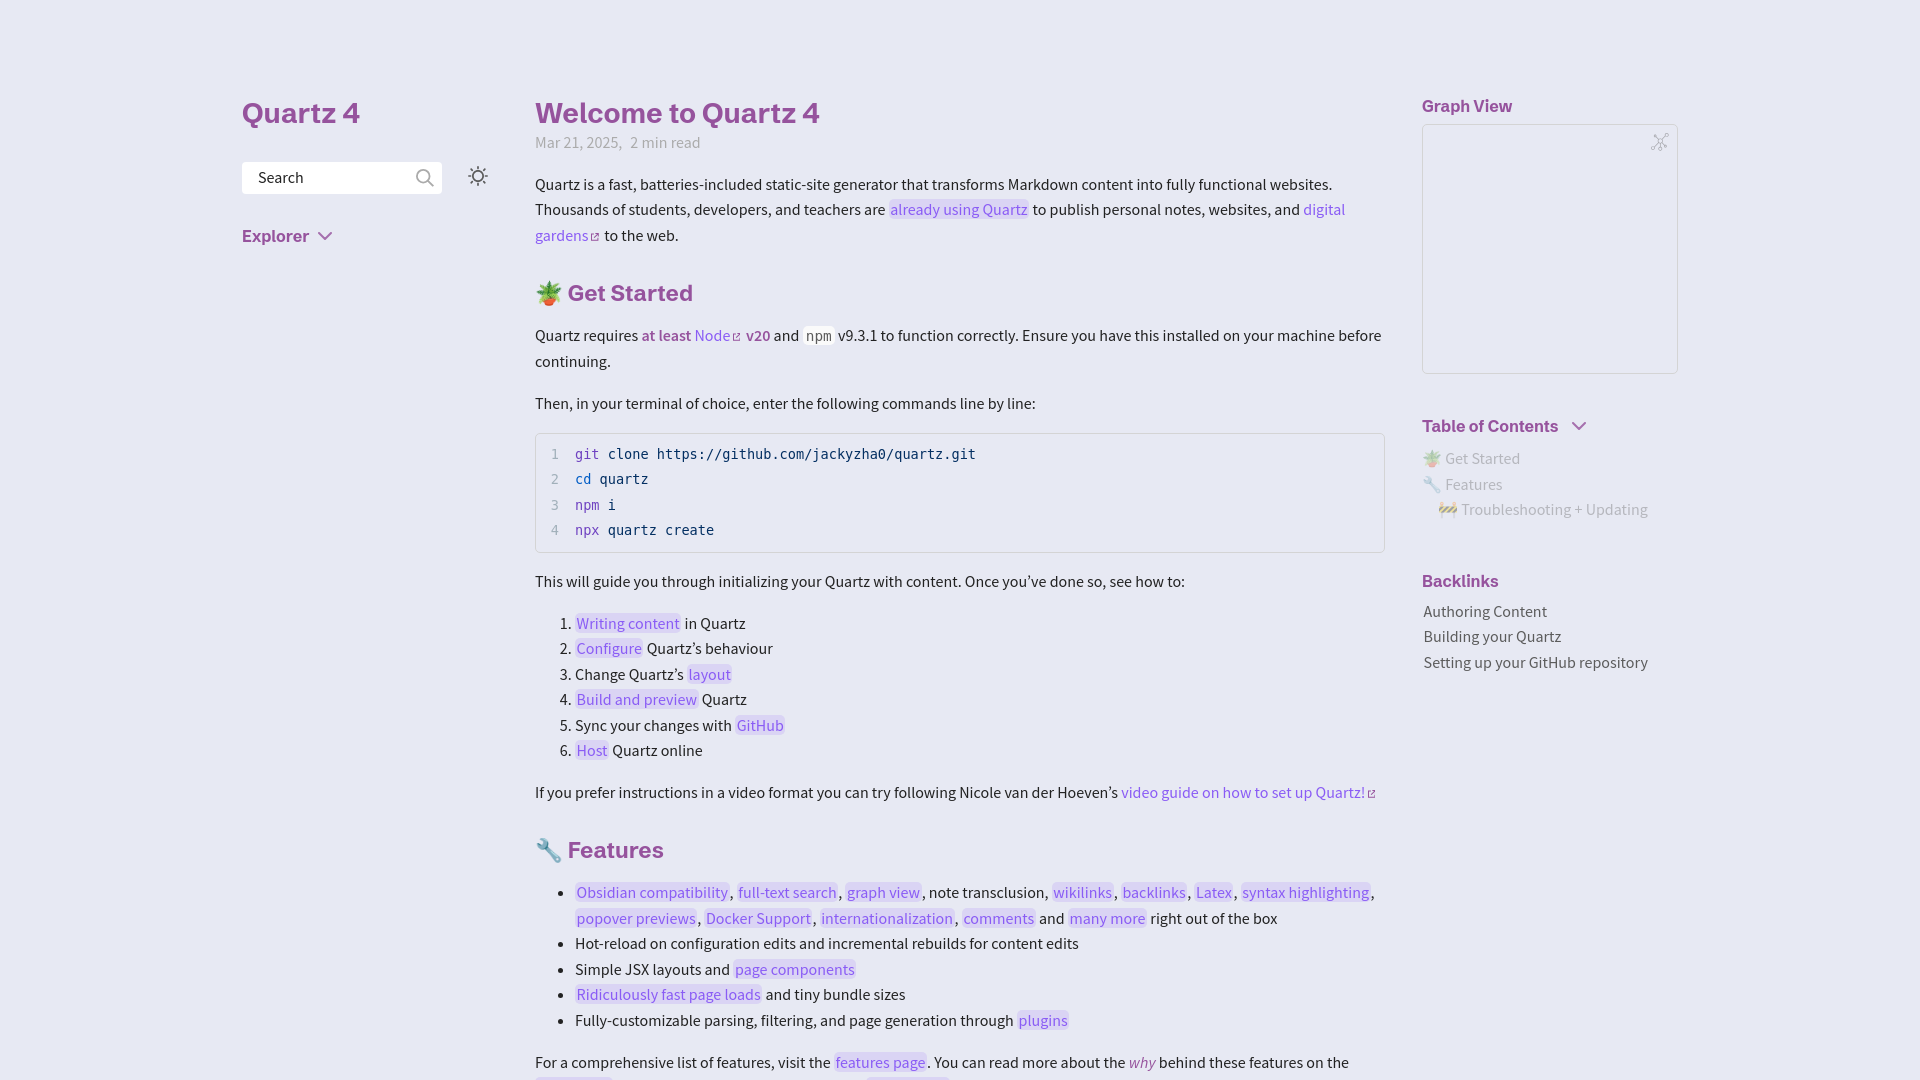 Quartz 4
Search
Explorer
Welcome to Quartz 4
Mar 21, 2025, 2 min read
Quartz is a fast, batteries-included static-site generator that transforms Markdown content into fully functional websites.
Thousands of students, developers, and teachers are already using Quartz to publish personal notes, websites, and digital
gardens to the web.
🪴 Get Started
Quartz requires at least Node v20 and npm v9.3.1 to function correctly. Ensure you have this installed on your machine before
continuing.
Then, in your terminal of choice, enter the following commands line by line:
1 git clone https://github.com/jackyzha0/quartz.git
2 cd quartz
3 npm i
4 npx quartz create
This will guide you through initializing your Quartz with content. Once you’ve done so, see how to:
1. Writing content in Quartz
2. Configure Quartz’s behaviour
3. Change Quartz’s layout
4. Build and preview Quartz
5. Sync your changes with GitHub
6. Host Quartz online
If you prefer instructions in a video format you can try following Nicole van der Hoeven’s video guide on how to set up Quartz!
🔧 Features
• Obsidian compatibility, full-text search, graph view, note transclusion, wikilinks, backlinks, Latex, syntax highlighting,
popover previews, Docker Support, internationalization, comments and many more right out of the box
• Hot-reload on configuration edits and incremental rebuilds for content edits
• Simple JSX layouts and page components
• Ridiculously fast page loads and tiny bundle sizes
• Fully-customizable parsing, filtering, and page generation through plugins
For a comprehensive list of features, visit the features page. You can read more about the why behind these features on the
Graph View
Table of Contents
🪴 Get Started
🔧 Features
🚧 Troubleshooting + Updating
Backlinks
Authoring Content
Building your Quartz
Setting up your GitHub repository